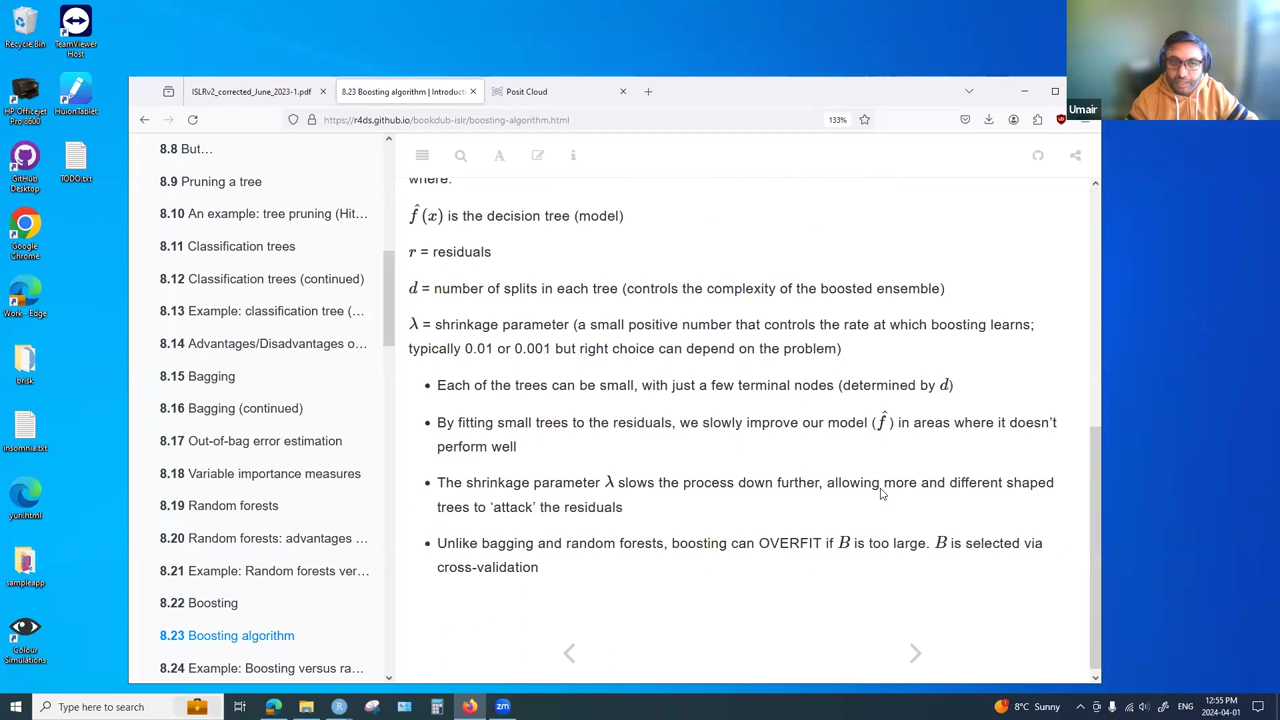 Recycle Bin
TeamViewer Host
HP Officejet Pro 8600
HuionTablet
GitHub Desktop
TODO.txt
Google Chrome
Work - Edge
brisk
insomnia.txt
yuri.html
sampleapp
Colour Simulations
ISLRv2_corrected_June_2023-1.pdf
8.23 Boosting algorithm | Introduct
Posit Cloud
https://r4ds.github.io/bookclub-islr/boosting-algorithm.html
133%
Umair
8.8 But…
8.9 Pruning a tree
8.10 An example: tree pruning (Hit…
8.11 Classification trees
8.12 Classification trees (continued)
8.13 Example: classification tree (…
8.14 Advantages/Disadvantages o…
8.15 Bagging
8.16 Bagging (continued)
8.17 Out-of-bag error estimation
8.18 Variable importance measures
8.19 Random forests
8.20 Random forests: advantages …
8.21 Example: Random forests ver…
8.22 Boosting
8.23 Boosting algorithm
8.24 Example: Boosting versus ra…
where:
f̂(x) is the decision tree (model)
r = residuals
d = number of splits in each tree (controls the complexity of the boosted ensemble)
λ = shrinkage parameter (a small positive number that controls the rate at which boosting learns;
typically 0.01 or 0.001 but right choice can depend on the problem)
• Each of the trees can be small, with just a few terminal nodes (determined by d)
• By fitting small trees to the residuals, we slowly improve our model (f̂) in areas where it doesn't
perform well
• The shrinkage parameter λ slows the process down further, allowing more and different shaped
trees to 'attack' the residuals
• Unlike bagging and random forests, boosting can OVERFIT if B is too large. B is selected via
cross-validation
Type here to search
8°C Sunny
ENG
12:55 PM
2024-04-01